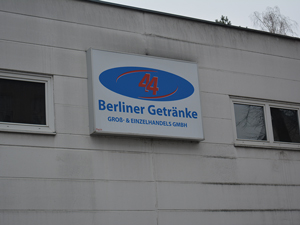 44
Berliner Getränke
GROß- & EINZELHANDELS GMBH